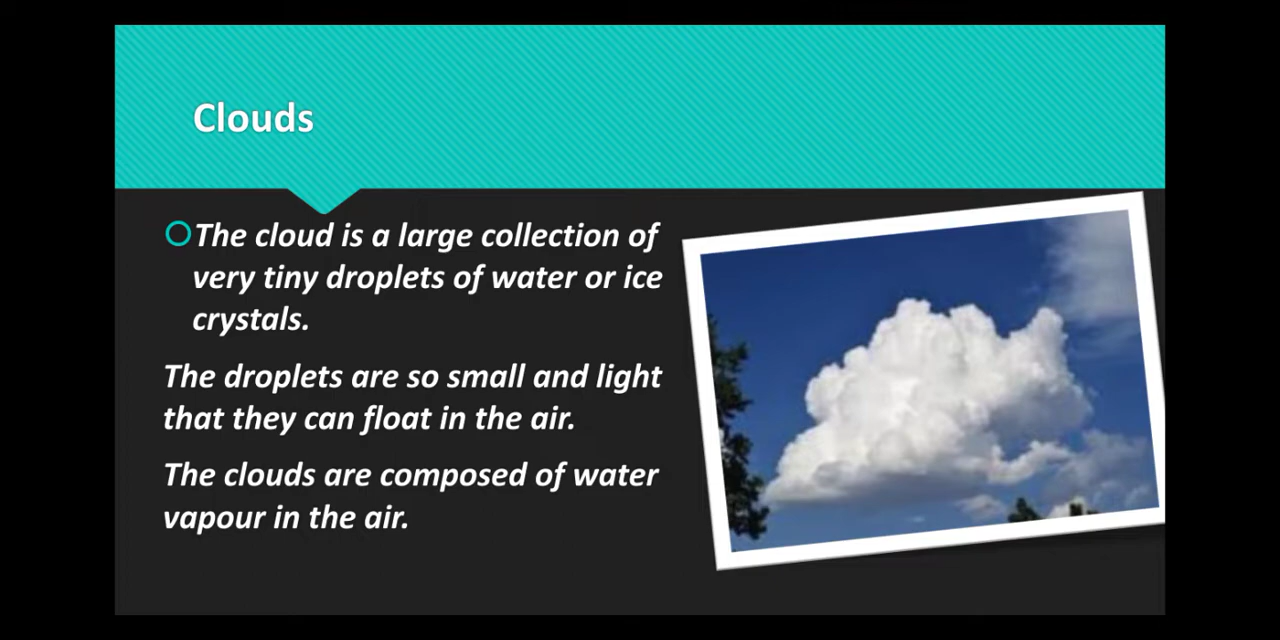 Clouds
The cloud is a large collection of
very tiny droplets of water or ice
crystals.
The droplets are so small and light
that they can float in the air.
The clouds are composed of water
vapour in the air.